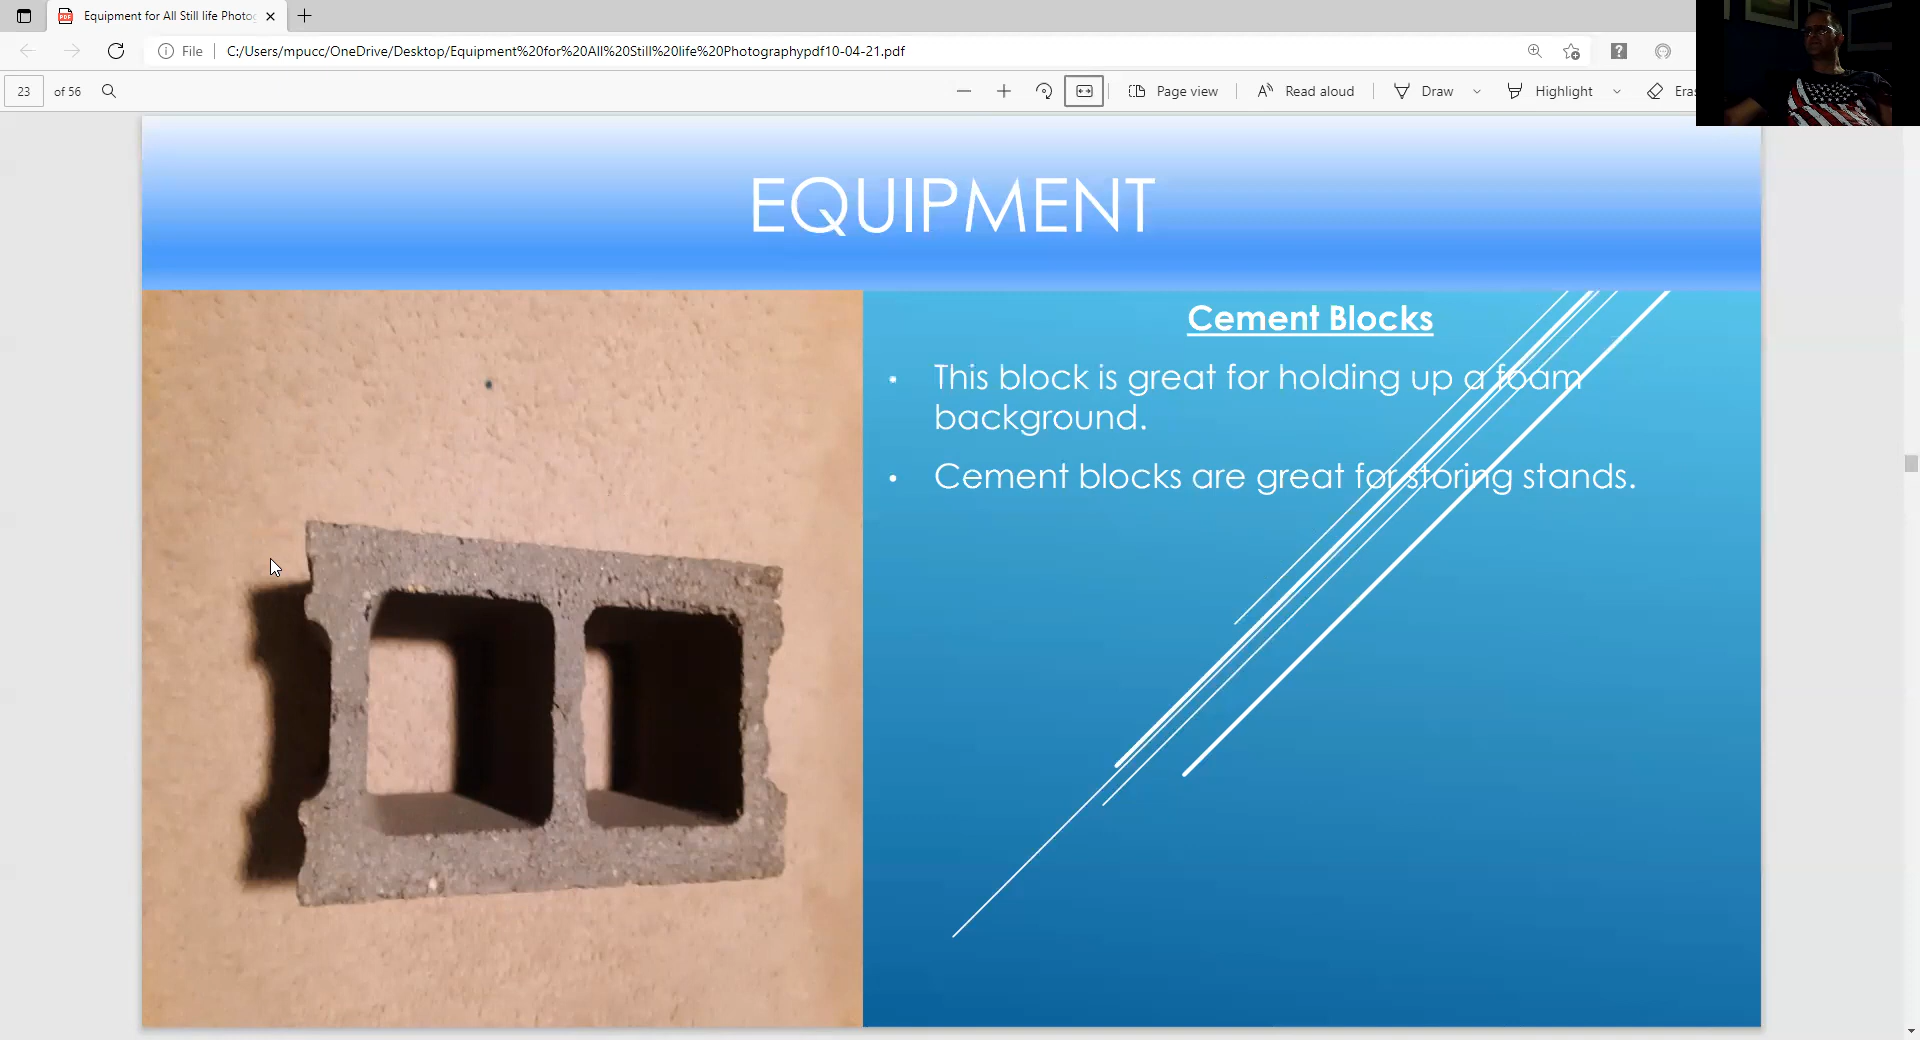 Equipment for All Still life Photog
File
C:/Users/mpucc/OneDrive/Desktop/Equipment%20for%20All%20Still%20life%20Photographypdf10-04-21.pdf
23 of 56
Page view
Read aloud
Draw
Highlight
Eras
EQUIPMENT
Cement Blocks
• This block is great for holding up a foam
background.
• Cement blocks are great for storing stands.